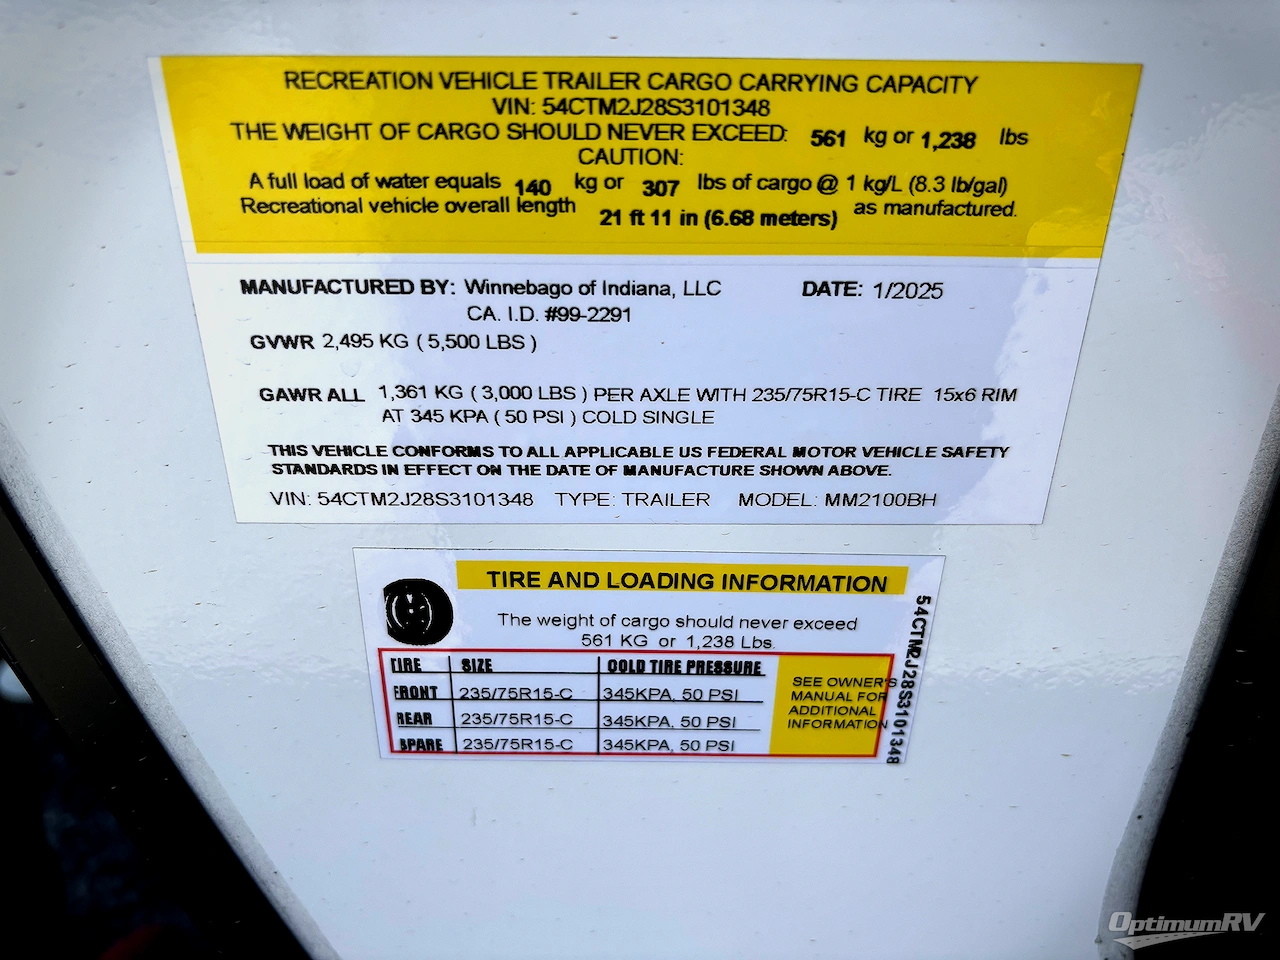 RECREATION VEHICLE TRAILER CARGO CARRYING CAPACITY
VIN: 54CTM2J28S3101348
THE WEIGHT OF CARGO SHOULD NEVER EXCEED: 561 kg or 1,238 lbs
CAUTION:
A full load of water equals 140 kg or 307 lbs of cargo @ 1 kg/L (8.3 lb/gal)
Recreational vehicle overall length 21 ft 11 in (6.68 meters) as manufactured.
MANUFACTURED BY: Winnebago of Indiana, LLC DATE: 1/2025
CA. I.D. #99-2291
GVWR 2,495 KG ( 5,500 LBS )
GAWR ALL 1,361 KG ( 3,000 LBS ) PER AXLE WITH 235/75R15-C TIRE 15x6 RIM
AT 345 KPA ( 50 PSI ) COLD SINGLE
THIS VEHICLE CONFORMS TO ALL APPLICABLE US FEDERAL MOTOR VEHICLE SAFETY
STANDARDS IN EFFECT ON THE DATE OF MANUFACTURE SHOWN ABOVE.
VIN: 54CTM2J28S3101348 TYPE: TRAILER MODEL: MM2100BH
TIRE AND LOADING INFORMATION
The weight of cargo should never exceed
561 KG or 1,238 Lbs.
TIRE SIZE COLD TIRE PRESSURE
FRONT 235/75R15-C 345KPA, 50 PSI
REAR 235/75R15-C 345KPA, 50 PSI
SPARE 235/75R15-C 345KPA, 50 PSI
SEE OWNER'S
MANUAL FOR
ADDITIONAL
INFORMATION
54CTM2J28S3101348
OptimumRV